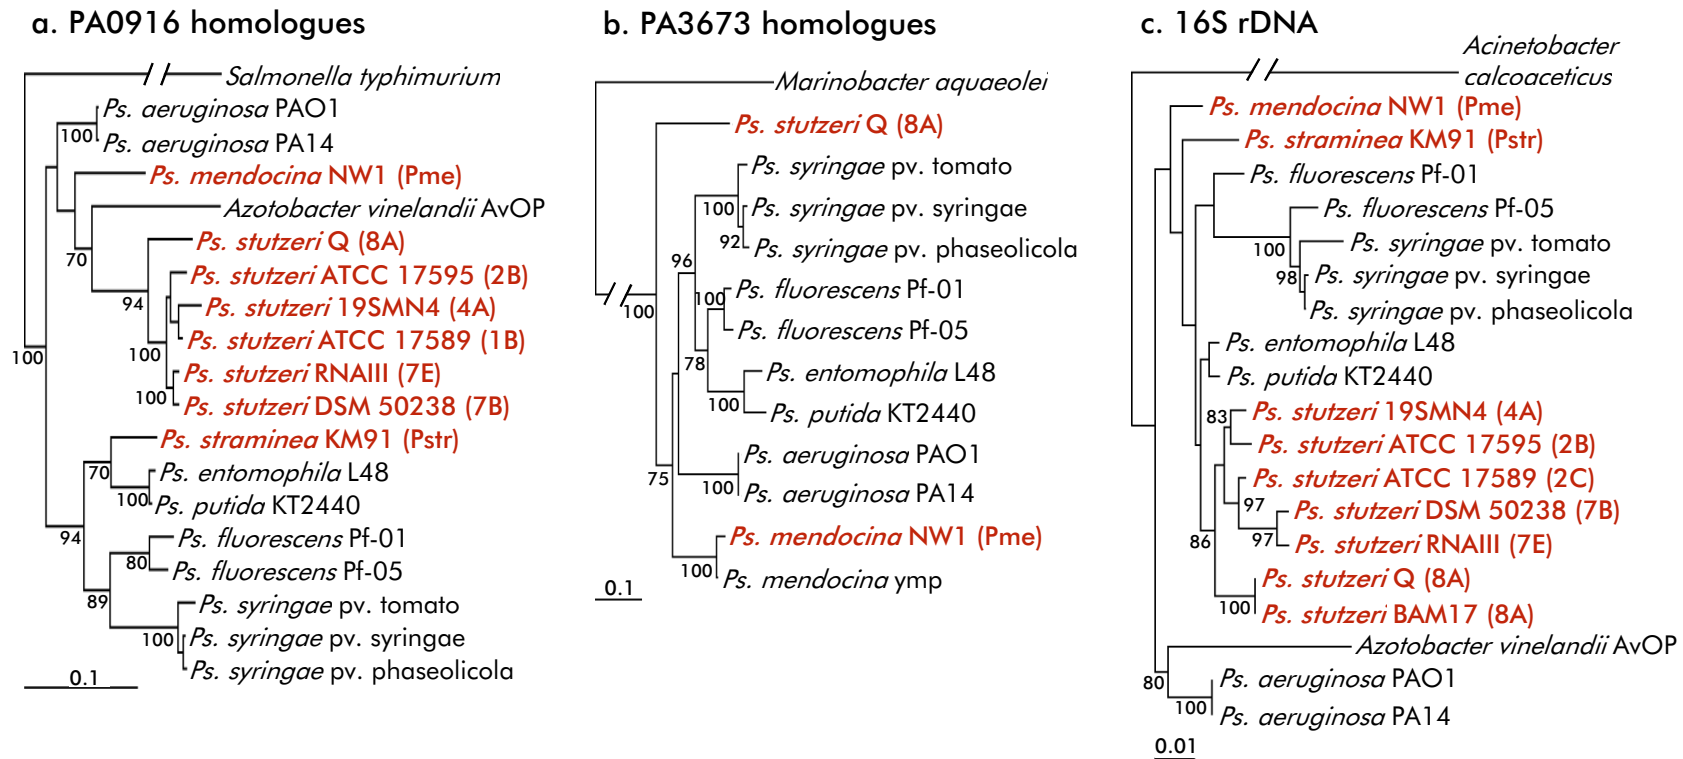 a. PA0916 homologues
Salmonella typhimurium
Ps. aeruginosa PAO1
100
Ps. aeruginosa PA14
Ps. mendocina NW1 (Pme)
Azotobacter vinelandii AvOP
70
Ps. stutzeri Q (8A)
Ps. stutzeri ATCC 17595 (2B)
94
Ps. stutzeri 19SMN4 (4A)
Ps. stutzeri ATCC 17589 (1B)
100
100
Ps. stutzeri RNAIII (7E)
100
Ps. stutzeri DSM 50238 (7B)
Ps. straminea KM91 (Pstr)
70
Ps. entomophila L48
100
Ps. putida KT2440
94
Ps. fluorescens Pf-01
80
Ps. fluorescens Pf-05
89
Ps. syringae pv. tomato
100
Ps. syringae pv. syringae
Ps. syringae pv. phaseolicola
0.1
b. PA3673 homologues
Marinobacter aquaeolei
Ps. stutzeri Q (8A)
Ps. syringae pv. tomato
100
Ps. syringae pv. syringae
92
Ps. syringae pv. phaseolicola
96
100
Ps. fluorescens Pf-01
100
Ps. fluorescens Pf-05
78
Ps. entomophila L48
100
Ps. putida KT2440
Ps. aeruginosa PAO1
75
100
Ps. aeruginosa PA14
Ps. mendocina NW1 (Pme)
100
Ps. mendocina ymp
0.1
c. 16S rDNA
Acinetobacter
calcoaceticus
Ps. mendocina NW1 (Pme)
Ps. straminea KM91 (Pstr)
Ps. fluorescens Pf-01
Ps. fluorescens Pf-05
100
Ps. syringae pv. tomato
98
Ps. syringae pv. syringae
Ps. syringae pv. phaseolicola
Ps. entomophila L48
Ps. putida KT2440
83
Ps. stutzeri 19SMN4 (4A)
Ps. stutzeri ATCC 17595 (2B)
Ps. stutzeri ATCC 17589 (2C)
97
Ps. stutzeri DSM 50238 (7B)
86
97
Ps. stutzeri RNAIII (7E)
Ps. stutzeri Q (8A)
100
Ps. stutzeri BAM17 (8A)
Azotobacter vinelandii AvOP
80
Ps. aeruginosa PAO1
100
Ps. aeruginosa PA14
0.01